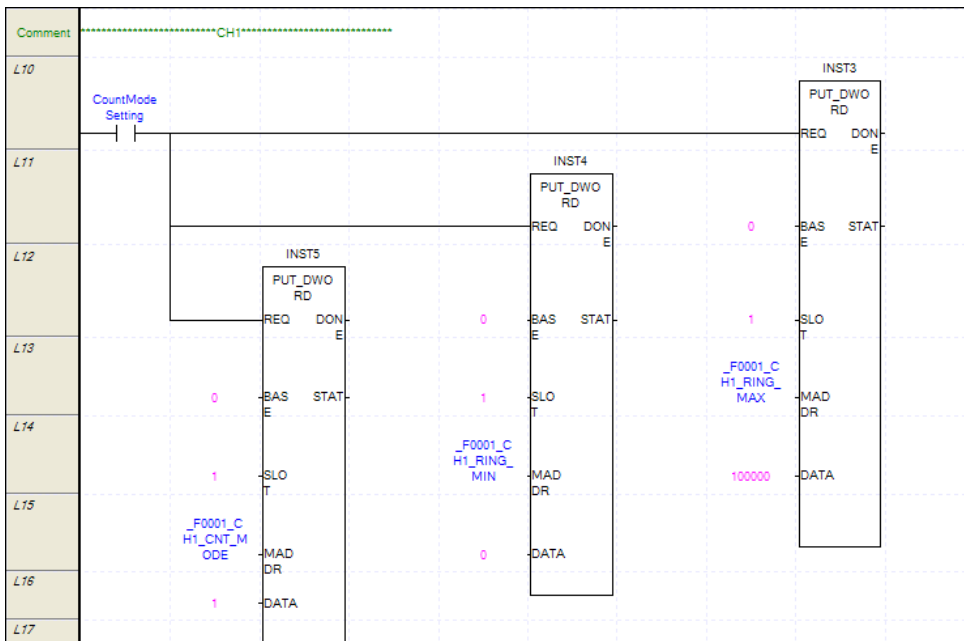 Comment
**************************CH1*****************************
L10
INST3
CountMode
Setting
PUT_DWO
RD
REQ DON
E
L11
INST4
PUT_DWO
RD
REQ DON
E
0
BAS STAT
E
L12
INST5
PUT_DWO
RD
REQ DON
E
0
BAS STAT
E
1
SLO
T
L13
_F0001_C
H1_RING_
MAX
0
BAS STAT
E
1
SLO
T
MAD
DR
L14
_F0001_C
H1_RING_
MIN
1
SLO
T
MAD
DR
100000
DATA
L15
_F0001_C
H1_CNT_M
ODE
MAD
DR
0
DATA
L16
1
DATA
L17